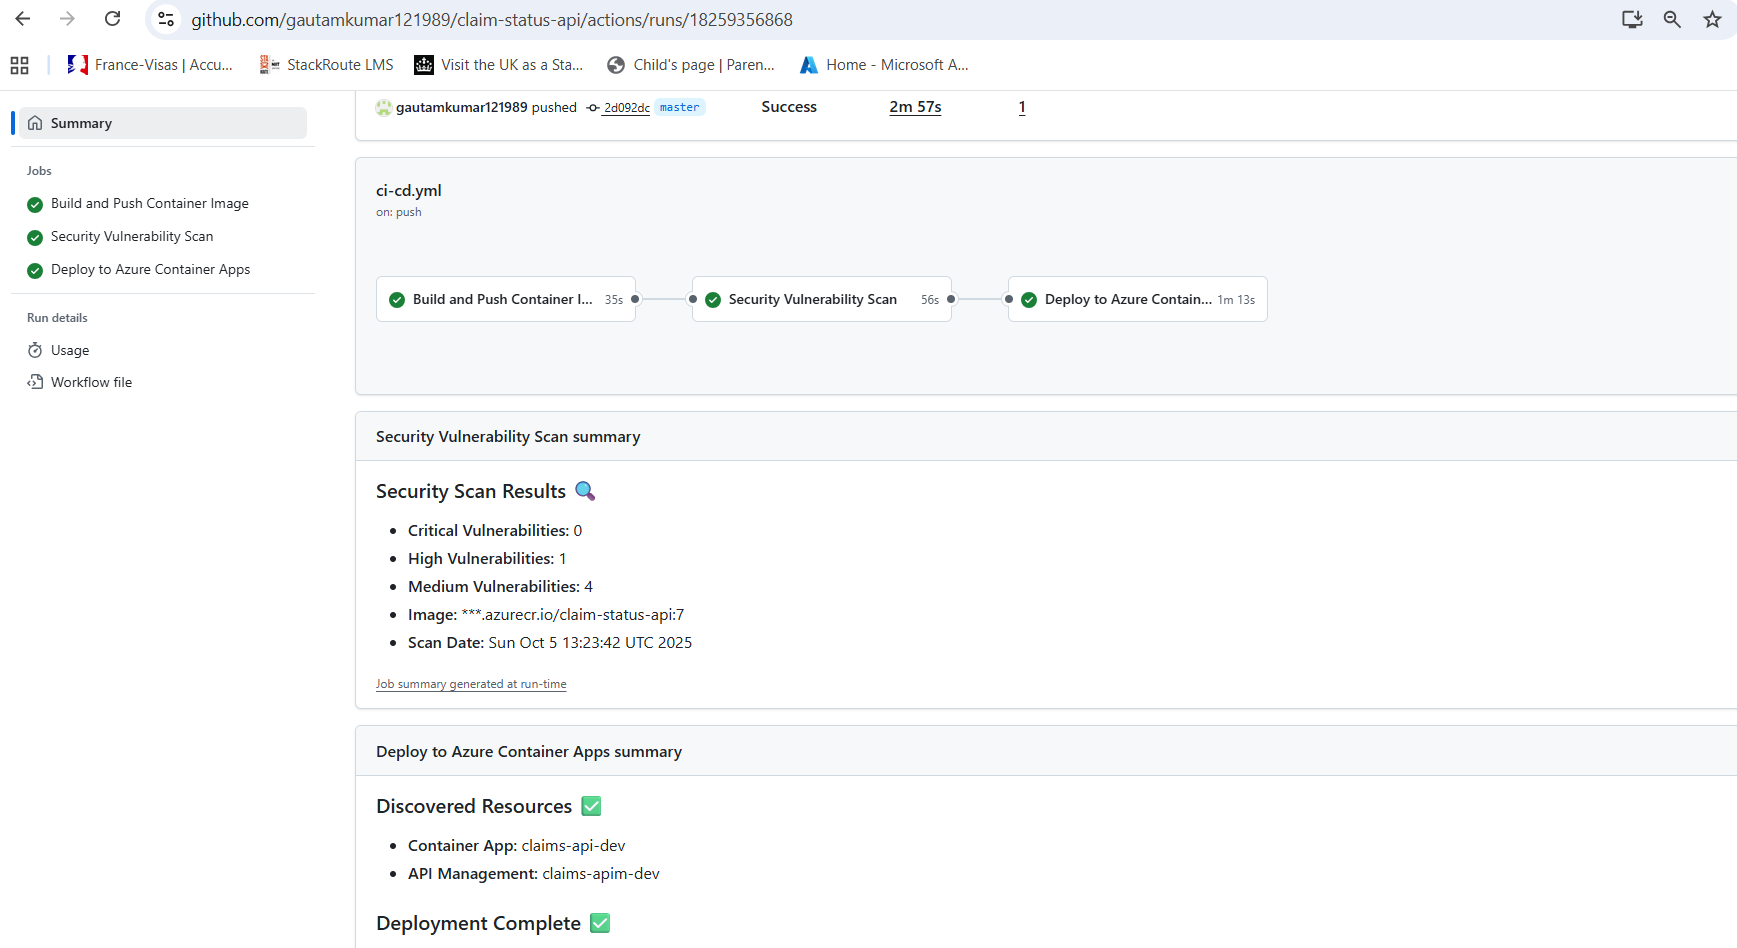 github.com/gautamkumar121989/claim-status-api/actions/runs/18259356868
France-Visas | Accu... StackRoute LMS Visit the UK as a Sta... Child's page | Paren... Home - Microsoft A...
Summary
Jobs
Build and Push Container Image
Security Vulnerability Scan
Deploy to Azure Container Apps
Run details
Usage
Workflow file
gautamkumar121989 pushed 2d092dc master Success 2m 57s 1
ci-cd.yml
on: push
Build and Push Container I... 35s Security Vulnerability Scan 56s Deploy to Azure Contain... 1m 13s
Security Vulnerability Scan summary
Security Scan Results
Critical Vulnerabilities: 0
High Vulnerabilities: 1
Medium Vulnerabilities: 4
Image: ***.azurecr.io/claim-status-api:7
Scan Date: Sun Oct 5 13:23:42 UTC 2025
Job summary generated at run-time
Deploy to Azure Container Apps summary
Discovered Resources ✅
Container App: claims-api-dev
API Management: claims-apim-dev
Deployment Complete ✅